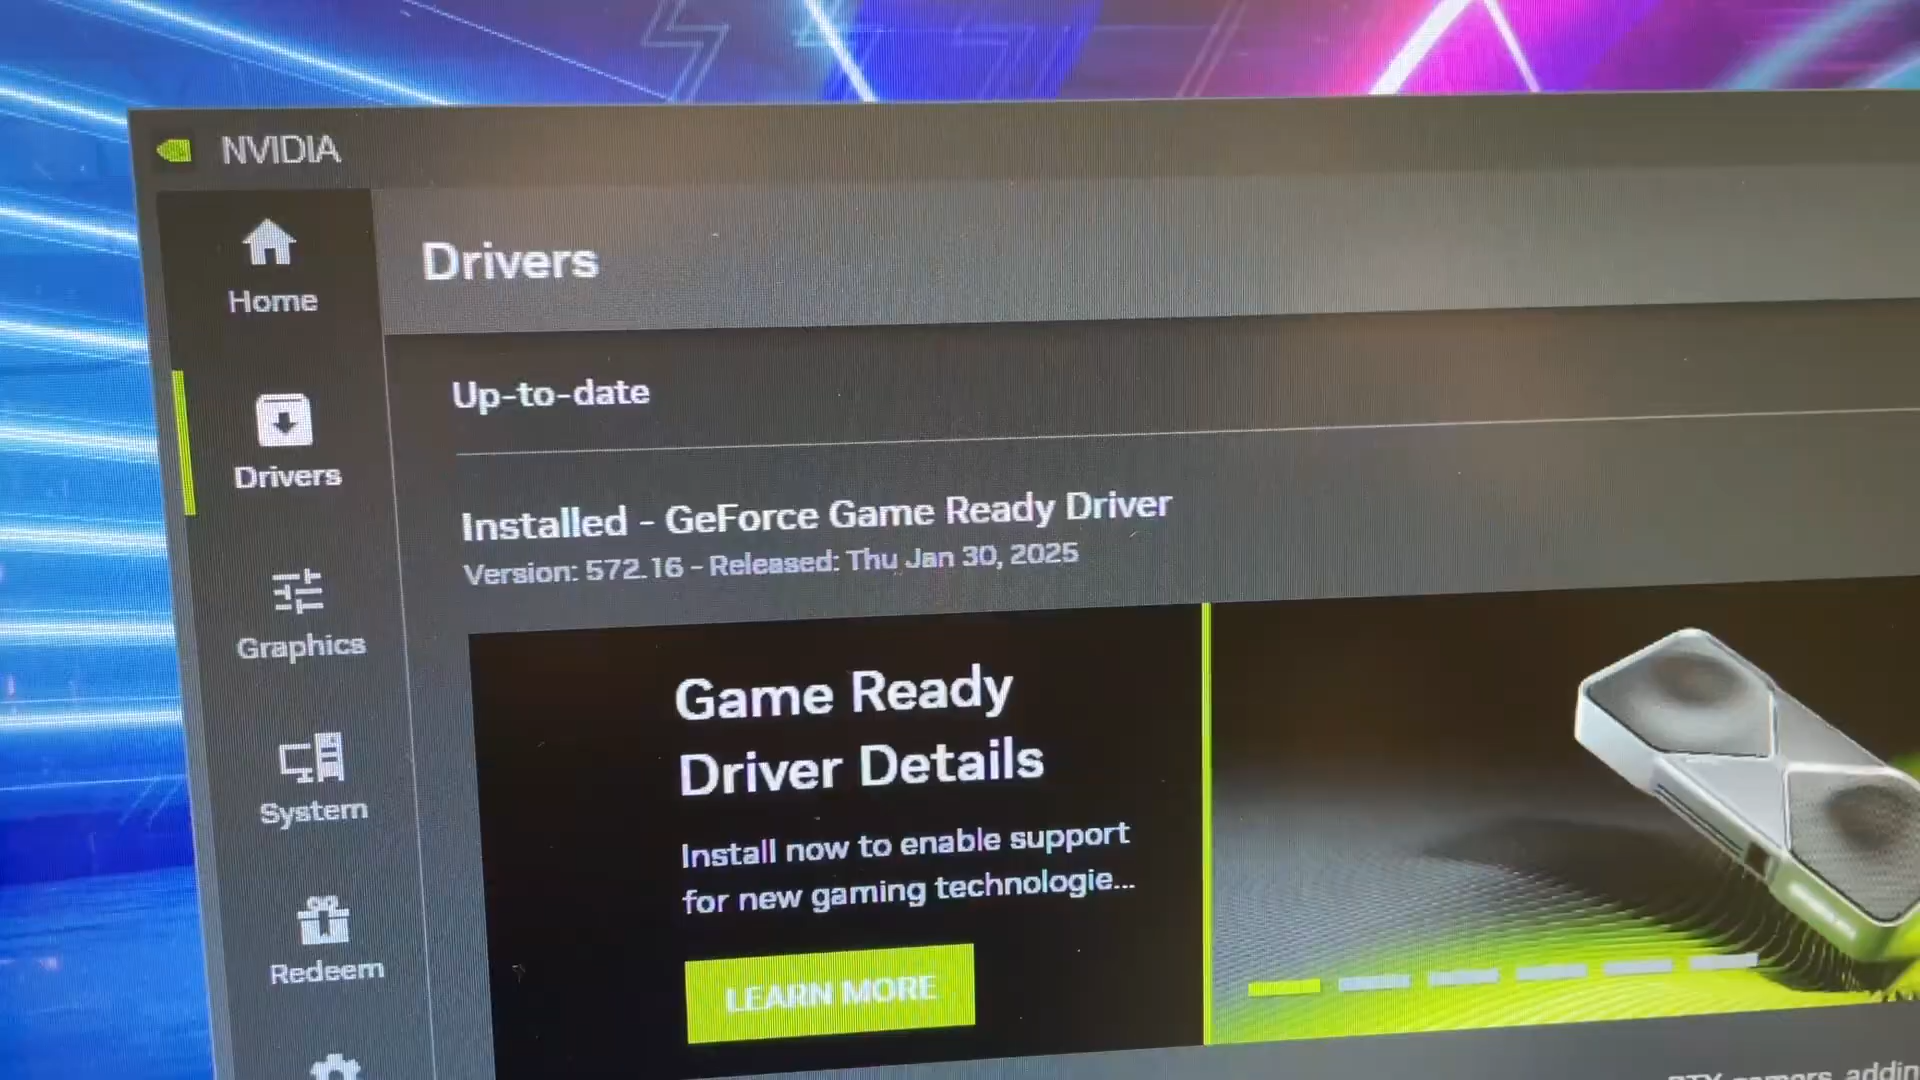 NVIDIA
Home
Drivers
Graphics
System
Redeem
Drivers
Up-to-date
Installed - GeForce Game Ready Driver
Version: 572.16 - Released: Thu Jan 30, 2025
Game Ready
Driver Details
Install now to enable support
for new gaming technologie...
LEARN MORE
gamers, addin